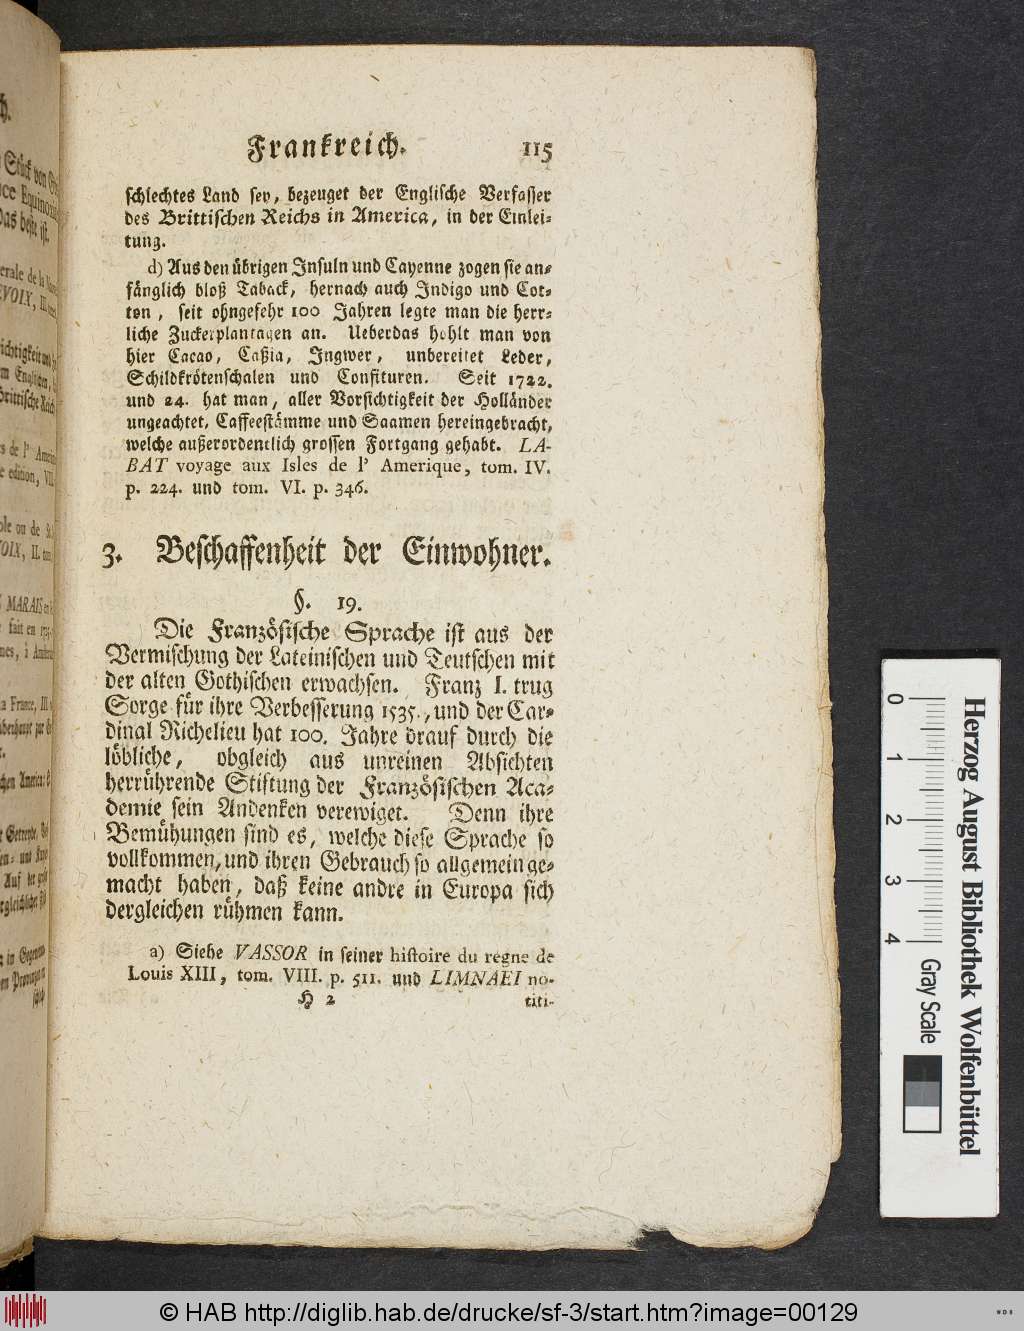 Frankreich. 115
schlechtes Land sey, bezeuget der Englische Verfasser
des Brittischen Reichs in America, in der Einlei-
tung.
d) Aus den übrigen Insuln und Cayenne zogen sie an-
fänglich bloß Taback, hernach auch Indigo und Cot-
ton, seit ohngefehr 100 Jahren legte man die herr-
liche Zuckerplantagen an. Ueberdas hohlt man von
hier Cacao, Caßia, Ingwer, unbereitet Leder,
Schildkrötenschalen und Confituren. Seit 1722.
und 24. hat man, aller Vorsichtigkeit der Holländer
ungeachtet, Caffeestämme und Saamen hereingebracht,
welche außerordentlich grossen Fortgang gehabt. LA-
BAT voyage aux Isles de l' Amerique, tom. IV.
p. 224. und tom. VI. p. 346.
3. Beschaffenheit der Einwohner.
§. 19.
Die Französische Sprache ist aus der
Vermischung der Lateinischen und Teutschen mit
der alten Gothischen erwachsen. Franz I. trug
Sorge für ihre Verbesserung 1535., und der Car-
dinal Richelieu hat 100. Jahre drauf durch die
löbliche, obgleich aus unreinen Absichten
herrührende Stiftung der Französischen Aca-
demie sein Andenken verewiget. Denn ihre
Bemühungen sind es, welche diese Sprache so
vollkommen, und ihren Gebrauch so allgemein ge-
macht haben, daß keine andre in Europa sich
dergleichen rühmen kann.
a) Siehe VASSOR in seiner histoire du regne de
Louis XIII, tom. VIII. p. 511. und LIMNAEI no-
H 2 titi-
0 1 2 3 4 Gray Scale
Herzog August Bibliothek Wolfenbüttel
© HAB http://diglib.hab.de/drucke/sf-3/start.htm?image=00129